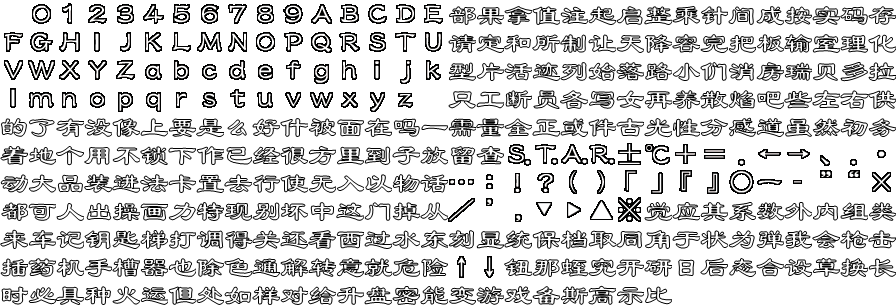 0123456789ABCDE部果拿值注起启整乘针间成按实码存
FGHIJKLMNOPQRSTU请定和所制让天降容完把板输室理化
VWXYZabcdefghijk型片活迹列始落路小们消房瑞贝多拉
lmnopqrstuvwxyz 只工断员各写女再养散焰吧些左右供
的了有没像上要是么好什被面在吗一需量金正或件古光性分感道虽然初务
着地个用不锁下作已经很方里到子放留查S.T.A.R.±℃＋＝．←→、，·
动大品装进法卡置去行使无入以物话…：！？（）「」『』○～－“”×
都可人出操画力特现别坏中这门掉从／’，▽▷△※觉应其系数外内组类
来车记钥匙梯打调得关还看西过水东刻显统保档取同角于状为弹我会枪击
插药机手槽器也除色通解转意就危险↑↓钮那蛭究开研日后态合设草换长
时必具种火运但处如样对给升盘密能变游戏备斯高示比